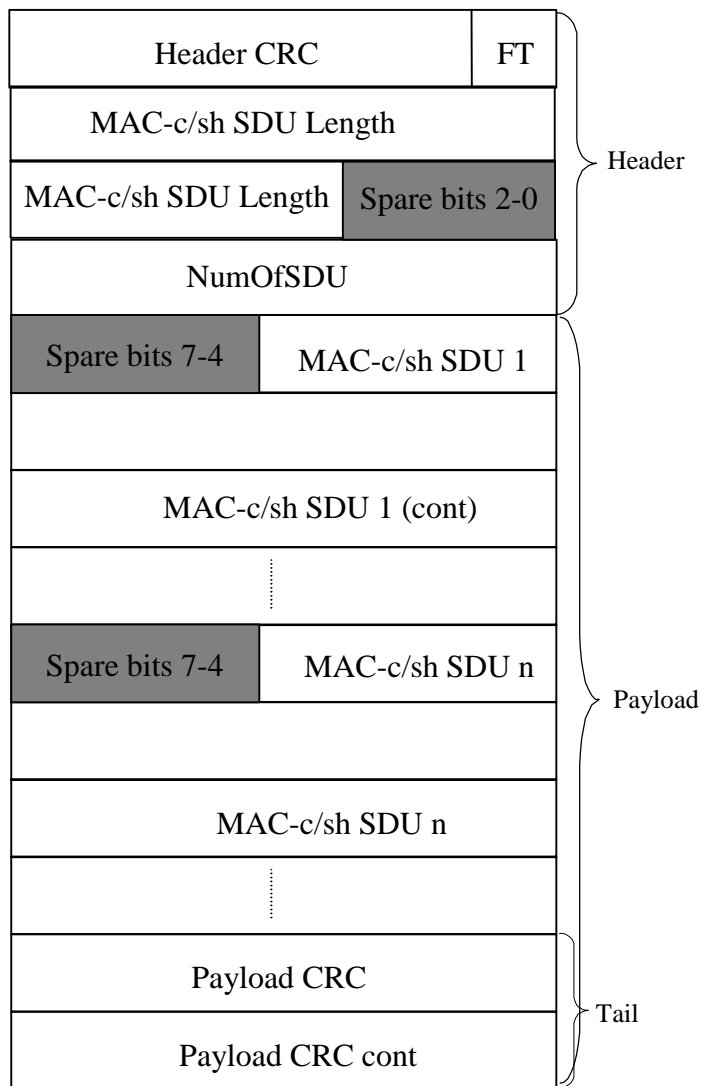 Header CRC FT
MAC-c/sh SDU Length
Header
MAC-c/sh SDU Length Spare bits 2-0
NumOfSDU
Spare bits 7-4 MAC-c/sh SDU 1
MAC-c/sh SDU 1 (cont)
Spare bits 7-4 MAC-c/sh SDU n
Payload
MAC-c/sh SDU n
Payload CRC
Tail
Payload CRC cont